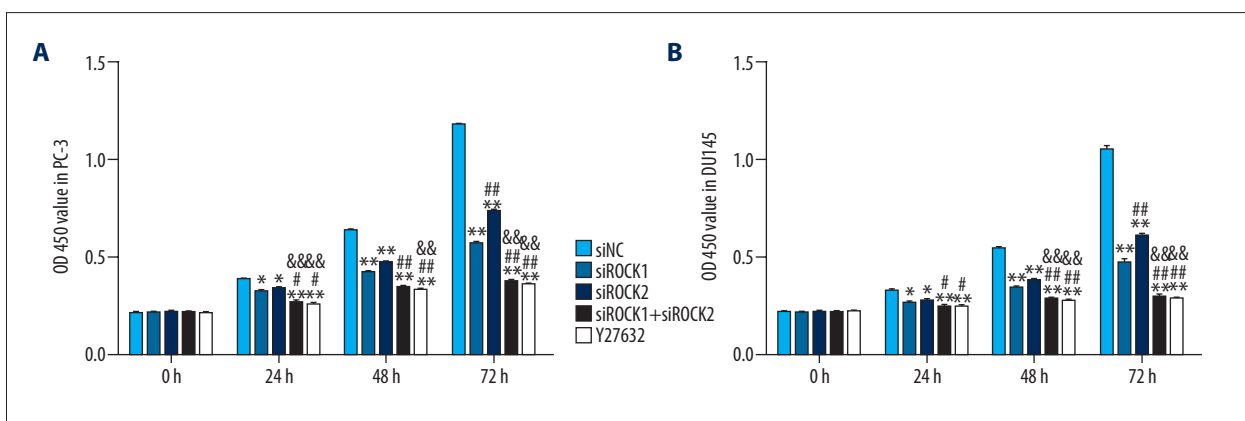 A
OD 450 value in PC-3
1.5
1.0
0.5
0.0
0 h
24 h
48 h
72 h
* * && && # # ** **
** ** ## ** && ## **
** ## ** && ## ** && ## **
siNC
siROCK1
siROCK2
siROCK1+siROCK2
Y27632
B
OD 450 value in DU145
1.5
1.0
0.5
0.0
0 h
24 h
48 h
72 h
* * # ** # **
** ** && ## ** && ## **
** ## ** && ## ** && ## **